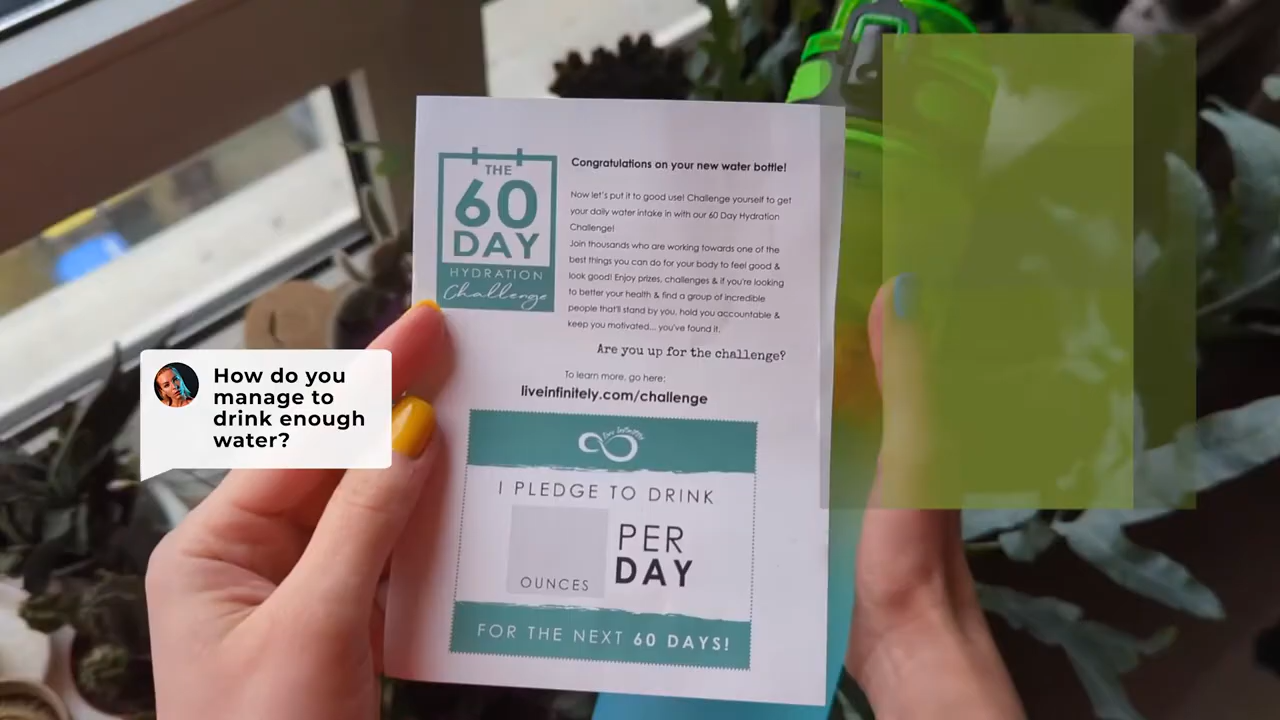 THE
60
DAY
HYDRATION
Challenge
Congratulations on your new water bottle!
Now let's put it to good use! Challenge yourself to get
your daily water intake in with our 60 Day Hydration
Challenge!
Join thousands who are working towards one of the
best things you can do for your body to feel good &
look good! Enjoy prizes, challenges & if you're looking
to better your health & find a group of incredible
people that'll stand by you, hold you accountable &
keep you motivated... you've found it.
Are you up for the challenge?
To learn more, go here:
liveinfinitely.com/challenge
How do you
manage to
drink enough
water?
Live Infinitely
I PLEDGE TO DRINK
OUNCES
PER
DAY
FOR THE NEXT 60 DAYS!